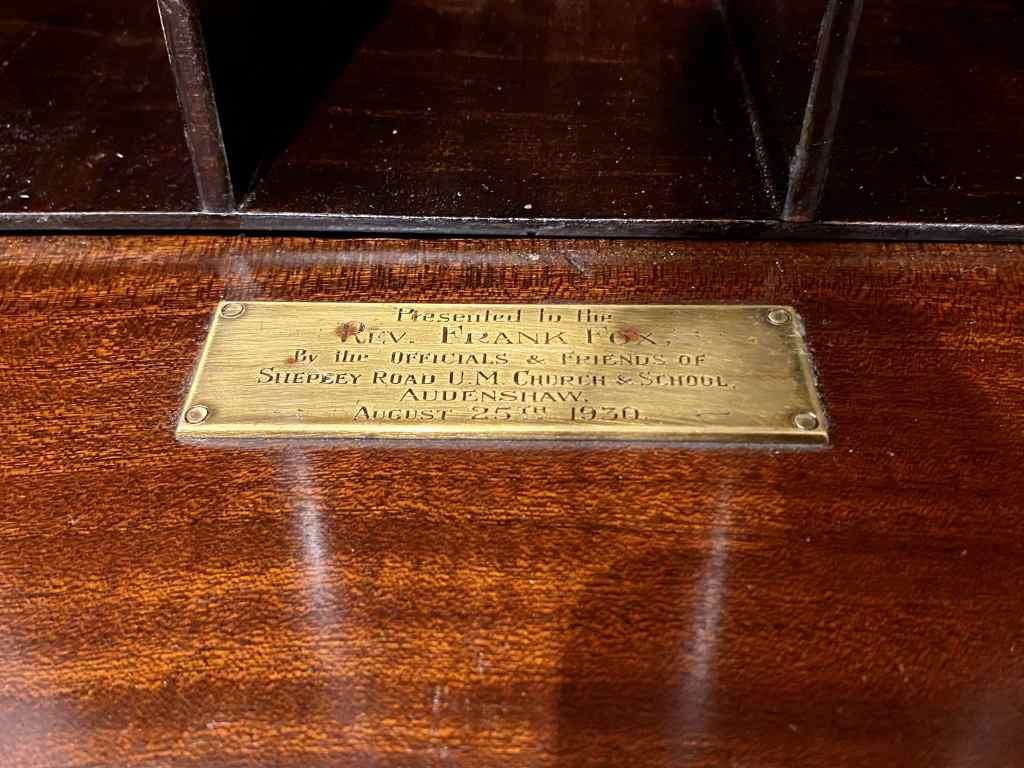 Presented to the
REV. FRANK FOX,
By the OFFICIALS & FRIENDS OF
SHEPLEY ROAD U.M. CHURCH & SCHOOL,
AUDENSHAW.
AUGUST 25TH 1930.